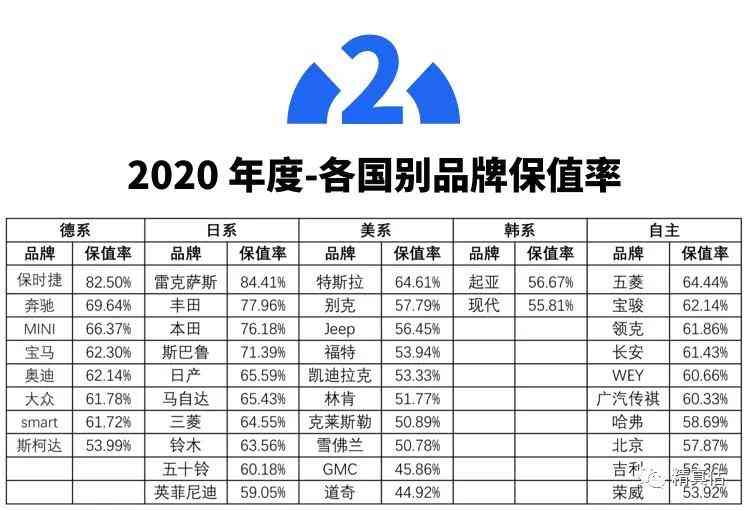 2
2020 年度-各国别品牌保值率
德系 日系 美系 韩系 自主
品牌 保值率 品牌 保值率 品牌 保值率 品牌 保值率 品牌 保值率
保时捷 82.50% 雷克萨斯 84.41% 特斯拉 64.61% 起亚 56.67% 五菱 64.44%
奔驰 69.64% 丰田 77.96% 别克 57.79% 现代 55.81% 宝骏 62.14%
MINI 66.37% 本田 76.18% Jeep 56.45% 领克 61.86%
宝马 62.30% 斯巴鲁 71.39% 福特 53.94% 长安 61.43%
奥迪 62.14% 日产 65.59% 凯迪拉克 53.33% WEY 60.66%
大众 61.78% 马自达 65.43% 林肯 51.77% 广汽传祺 60.33%
smart 61.72% 三菱 64.55% 克莱斯勒 50.89% 哈弗 58.69%
斯柯达 53.99% 铃木 63.56% 雪佛兰 50.78% 北京 57.87%
五十铃 60.18% GMC 45.86% 吉利 56.36%
英菲尼迪 59.05% 道奇 44.92% 荣威 53.92%
精真估